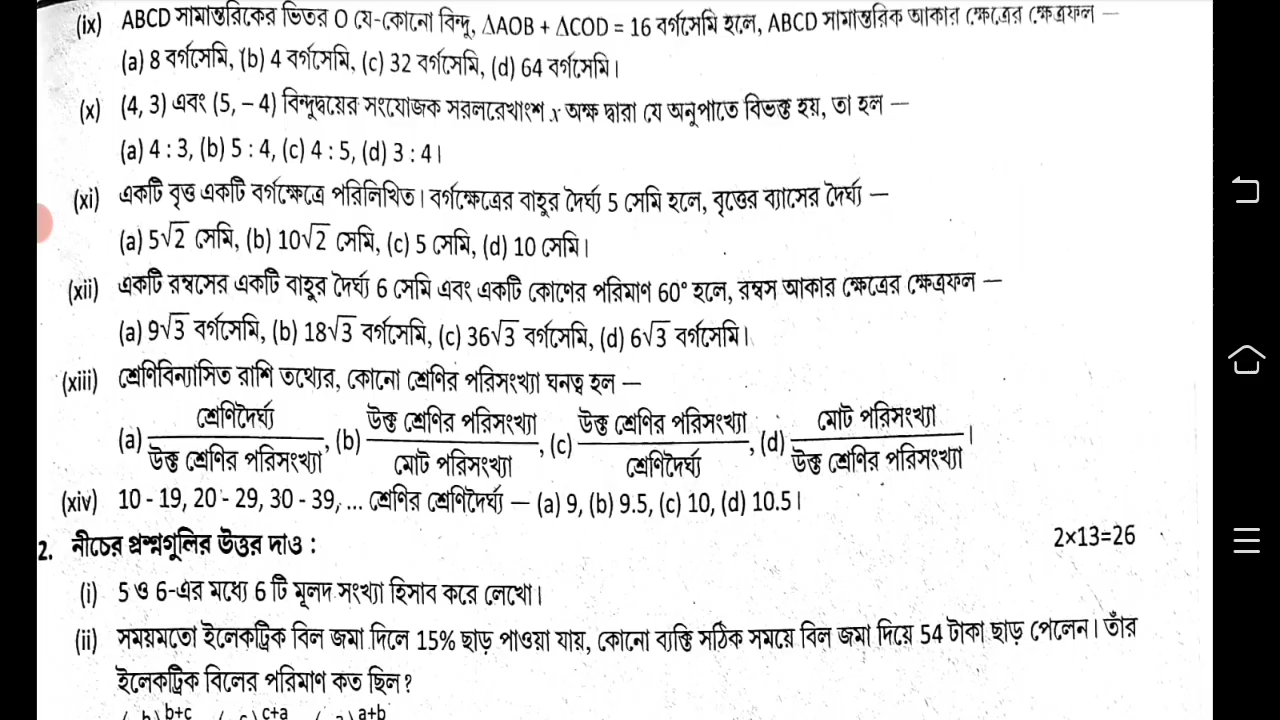 (ix) ABCD সামান্তরিকের ভিতর O যে-কোনো বিন্দু, ΔAOB + ΔCOD = 16 বর্গসেমি হলে, ABCD সামান্তরিক আকার ক্ষেত্রের ক্ষেত্রফল —
(a) 8 বর্গসেমি, (b) 4 বর্গসেমি, (c) 32 বর্গসেমি, (d) 64 বর্গসেমি।
(x) (4, 3) এবং (5, – 4) বিন্দুদ্বয়ের সংযোজক সরলরেখাংশ x অক্ষ দ্বারা যে অনুপাতে বিভক্ত হয়, তা হল —
(a) 4 : 3, (b) 5 : 4, (c) 4 : 5, (d) 3 : 4।
(xi) একটি বৃত্ত একটি বর্গক্ষেত্রে পরিলিখিত। বর্গক্ষেত্রের বাহুর দৈর্ঘ্য 5 সেমি হলে, বৃত্তের ব্যাসের দৈর্ঘ্য —
(a) 5√2 সেমি, (b) 10√2 সেমি, (c) 5 সেমি, (d) 10 সেমি।
(xii) একটি রম্বসের একটি বাহুর দৈর্ঘ্য 6 সেমি এবং একটি কোণের পরিমাণ 60° হলে, রম্বস আকার ক্ষেত্রের ক্ষেত্রফল —
(a) 9√3 বর্গসেমি, (b) 18√3 বর্গসেমি, (c) 36√3 বর্গসেমি, (d) 6√3 বর্গসেমি।
(xiii) শ্রেণিবিন্যাসিত রাশি তথ্যের, কোনো শ্রেণির পরিসংখ্যা ঘনত্ব হল —
(a) শ্রেণিদৈর্ঘ্য / উক্ত শ্রেণির পরিসংখ্যা, (b) উক্ত শ্রেণির পরিসংখ্যা / মোট পরিসংখ্যা, (c) উক্ত শ্রেণির পরিসংখ্যা / শ্রেণিদৈর্ঘ্য, (d) মোট পরিসংখ্যা / উক্ত শ্রেণির পরিসংখ্যা।
(xiv) 10 - 19, 20 - 29, 30 - 39, ... শ্রেণির শ্রেণিদৈর্ঘ্য — (a) 9, (b) 9.5, (c) 10, (d) 10.5।
2. নীচের প্রশ্নগুলির উত্তর দাও : 2×13=26
(i) 5 ও 6-এর মধ্যে 6 টি মূলদ সংখ্যা হিসাব করে লেখো।
(ii) সময়মতো ইলেকট্রিক বিল জমা দিলে 15% ছাড় পাওয়া যায়, কোনো ব্যক্তি সঠিক সময়ে বিল জমা দিয়ে 54 টাকা ছাড় পেলেন। তাঁর
ইলেকট্রিক বিলের পরিমাণ কত ছিল?
b+c c+a a+b